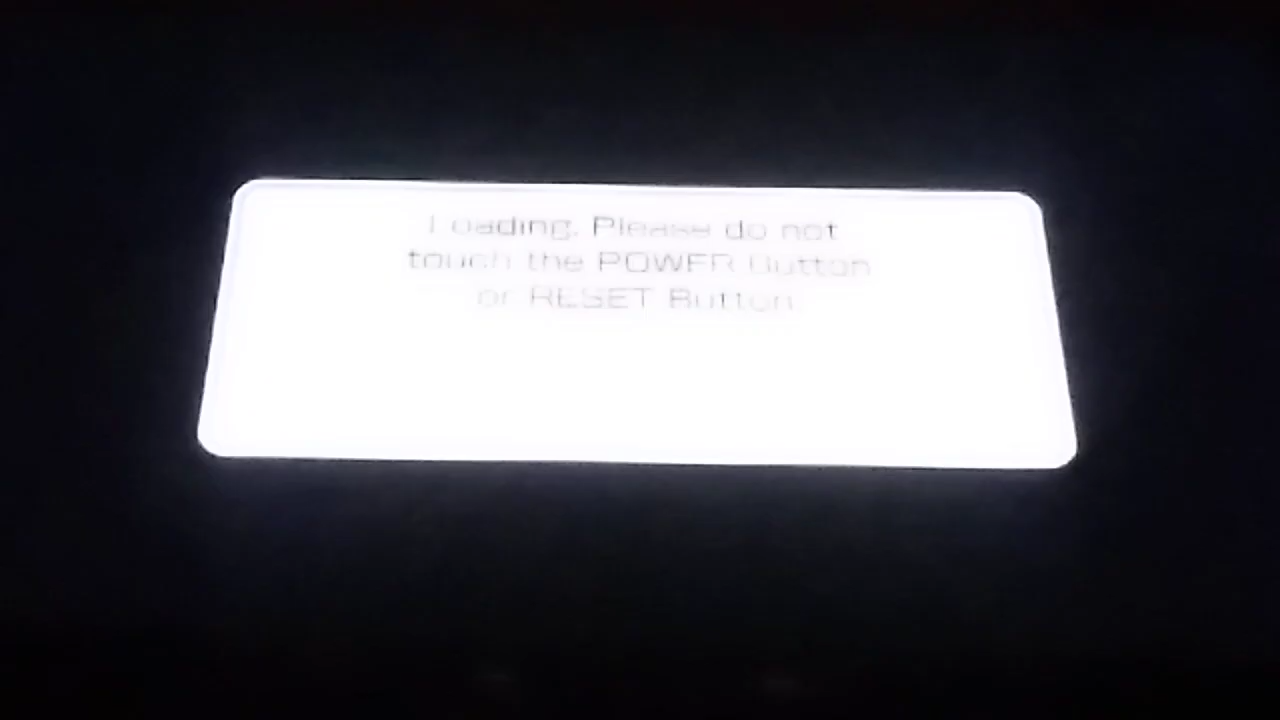 Loading. Please do not
touch the POWER Button
or RESET Button.